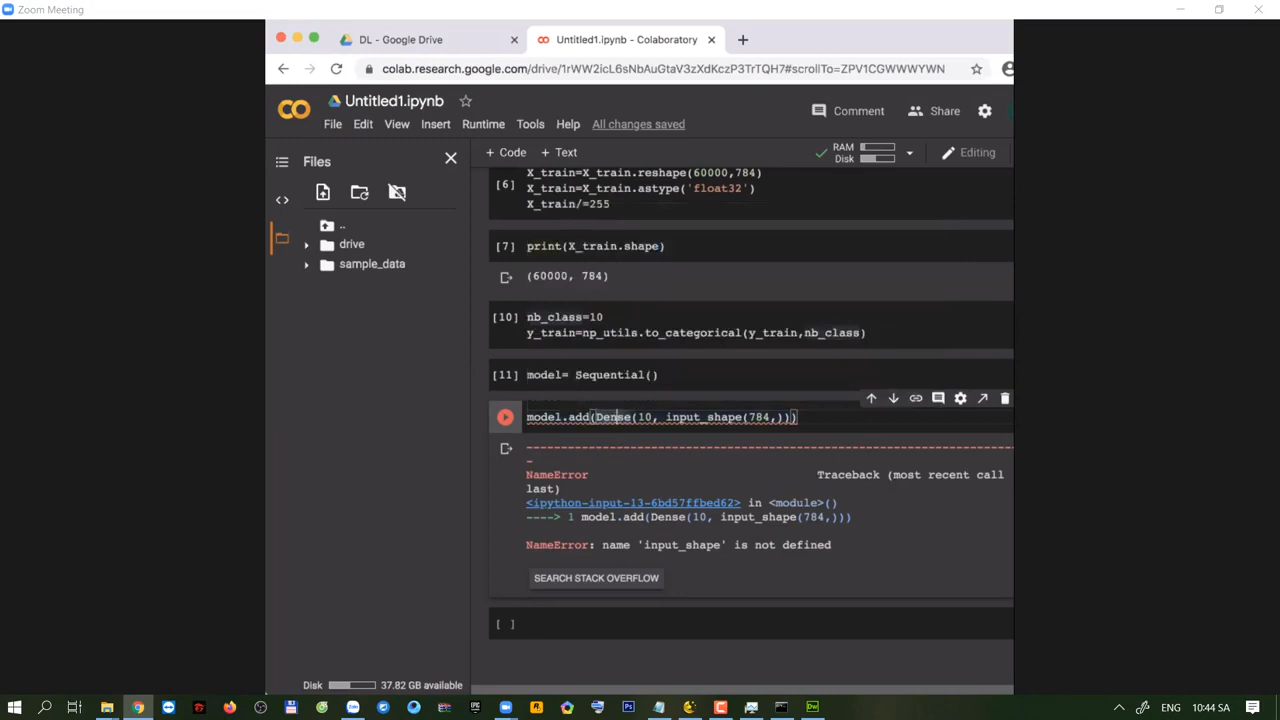 Zoom Meeting
DL - Google Drive
Untitled1.ipynb - Colaboratory
colab.research.google.com/drive/1rWW2icL6sNbAuGtaV3zXdKczP3TrTQH7#scrollTo=ZPV1CGWWWYWN
Untitled1.ipynb
File Edit View Insert Runtime Tools Help All changes saved
Comment Share
Files
+ Code + Text
RAM
Disk
Editing
..
drive
sample_data
X_train=X_train.reshape(60000,784)
[6] X_train=X_train.astype('float32')
X_train/=255
[7] print(X_train.shape)
(60000, 784)
[10] nb_class=10
y_train=np_utils.to_categorical(y_train,nb_class)
[11] model= Sequential()
model.add(Dense(10, input_shape(784,)))
---------------------------------------------------------------------------
NameError Traceback (most recent call
last)
<ipython-input-13-6bd57ffbed62> in <module>()
----> 1 model.add(Dense(10, input_shape(784,)))
NameError: name 'input_shape' is not defined
SEARCH STACK OVERFLOW
[ ]
Disk 37.82 GB available
ENG 10:44 SA